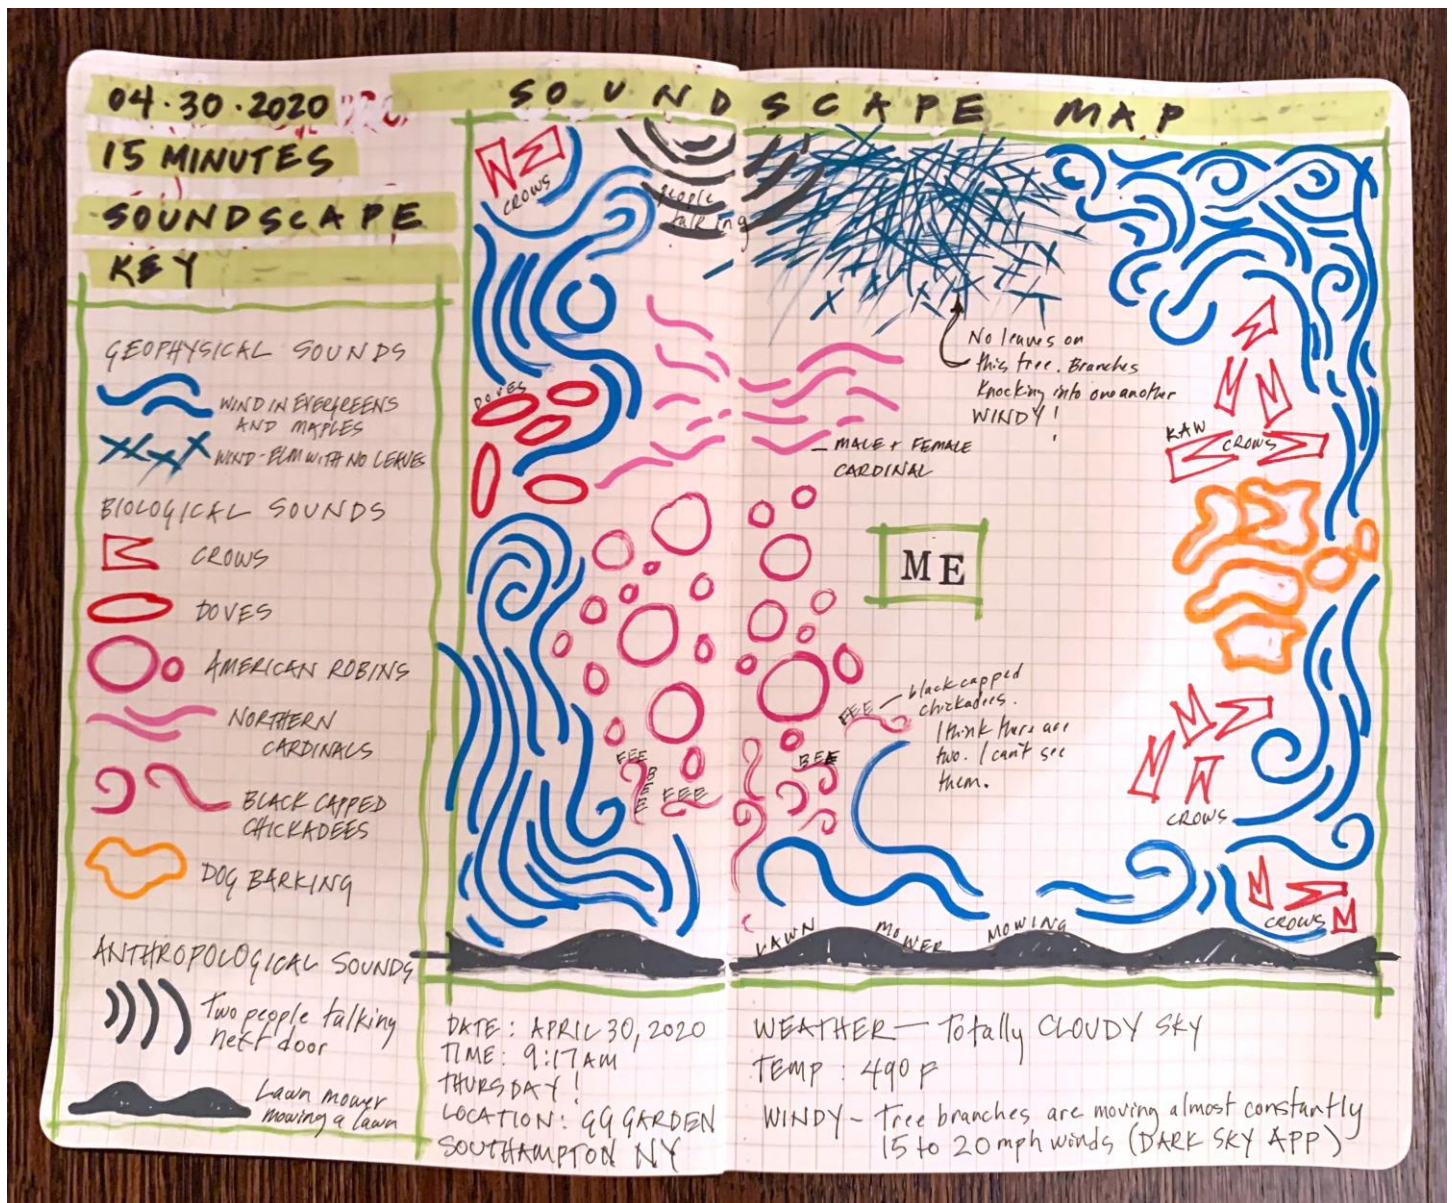 04·30·2020
15 MINUTES
SOUNDSCAPE
KEY
GEOPHYSICAL SOUNDS
WIND IN EVERGREENS
AND MAPLES
WIND-ELM WITH NO LEAVES
BIOLOGICAL SOUNDS
CROWS
DOVES
AMERICAN ROBINS
NORTHERN
CARDINALS
BLACK CAPPED
CHICKADEES
DOG BARKING
ANTHROPOLOGICAL SOUNDS
Two people talking
next door
Lawn mower
mowing a lawn
SOUNDSCAPE MAP
CROWS
people
talking
No leaves on
this tree. Branches
Knocking into one another
WINDY!
DOVES
MALE + FEMALE
CARDINAL
KAW
CROWS
ME
black capped
chickadees.
I think there are
two. I can't see
them.
FEE
FEE
BEE
FEE
BEE
CROWS
CROWS
LAWN MOWER MOWING
DATE: APRIL 30, 2020
TIME: 9:17AM
THURSDAY!
LOCATION: GG GARDEN
SOUTHAMPTON NY
WEATHER — Totally CLOUDY SKY
TEMP: 490 F
WINDY - Tree branches are moving almost constantly
15 to 20 mph winds (DARK SKY APP)